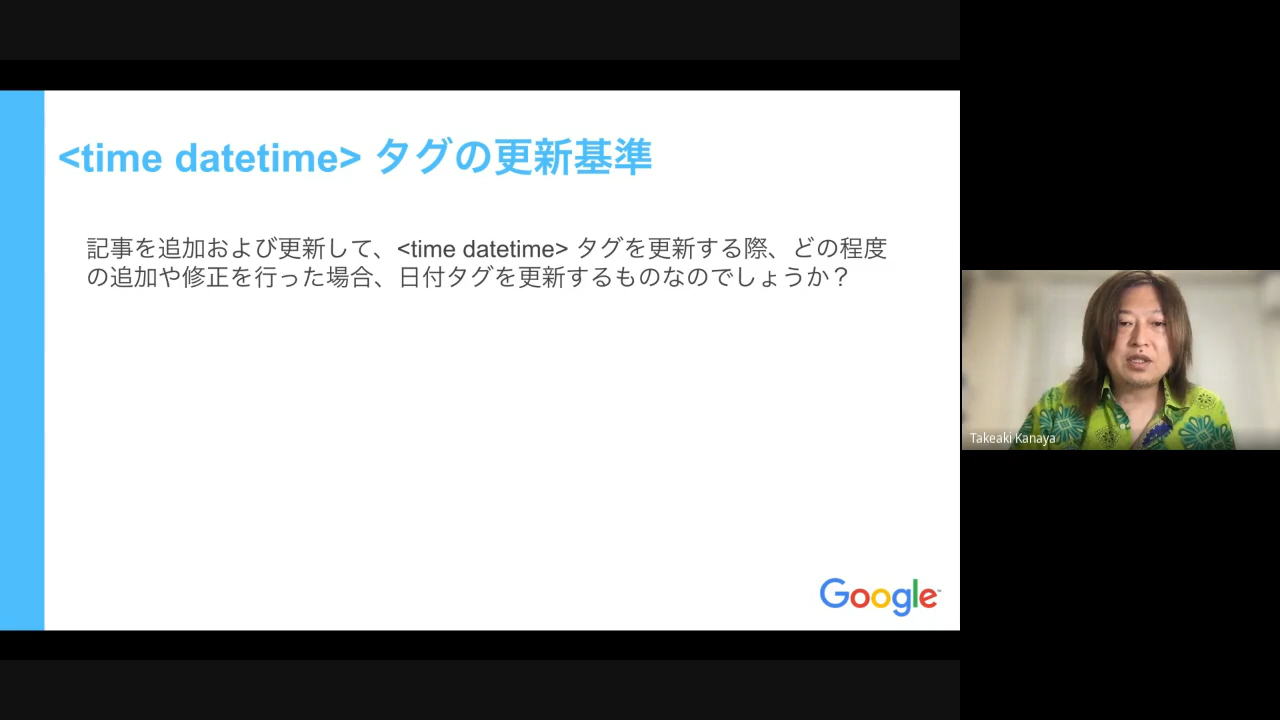 <time datetime> タグの更新基準
記事を追加および更新して、<time datetime> タグを更新する際、どの程度
の追加や修正を行った場合、日付タグを更新するものなのでしょうか？
Takeaki Kanaya
Google